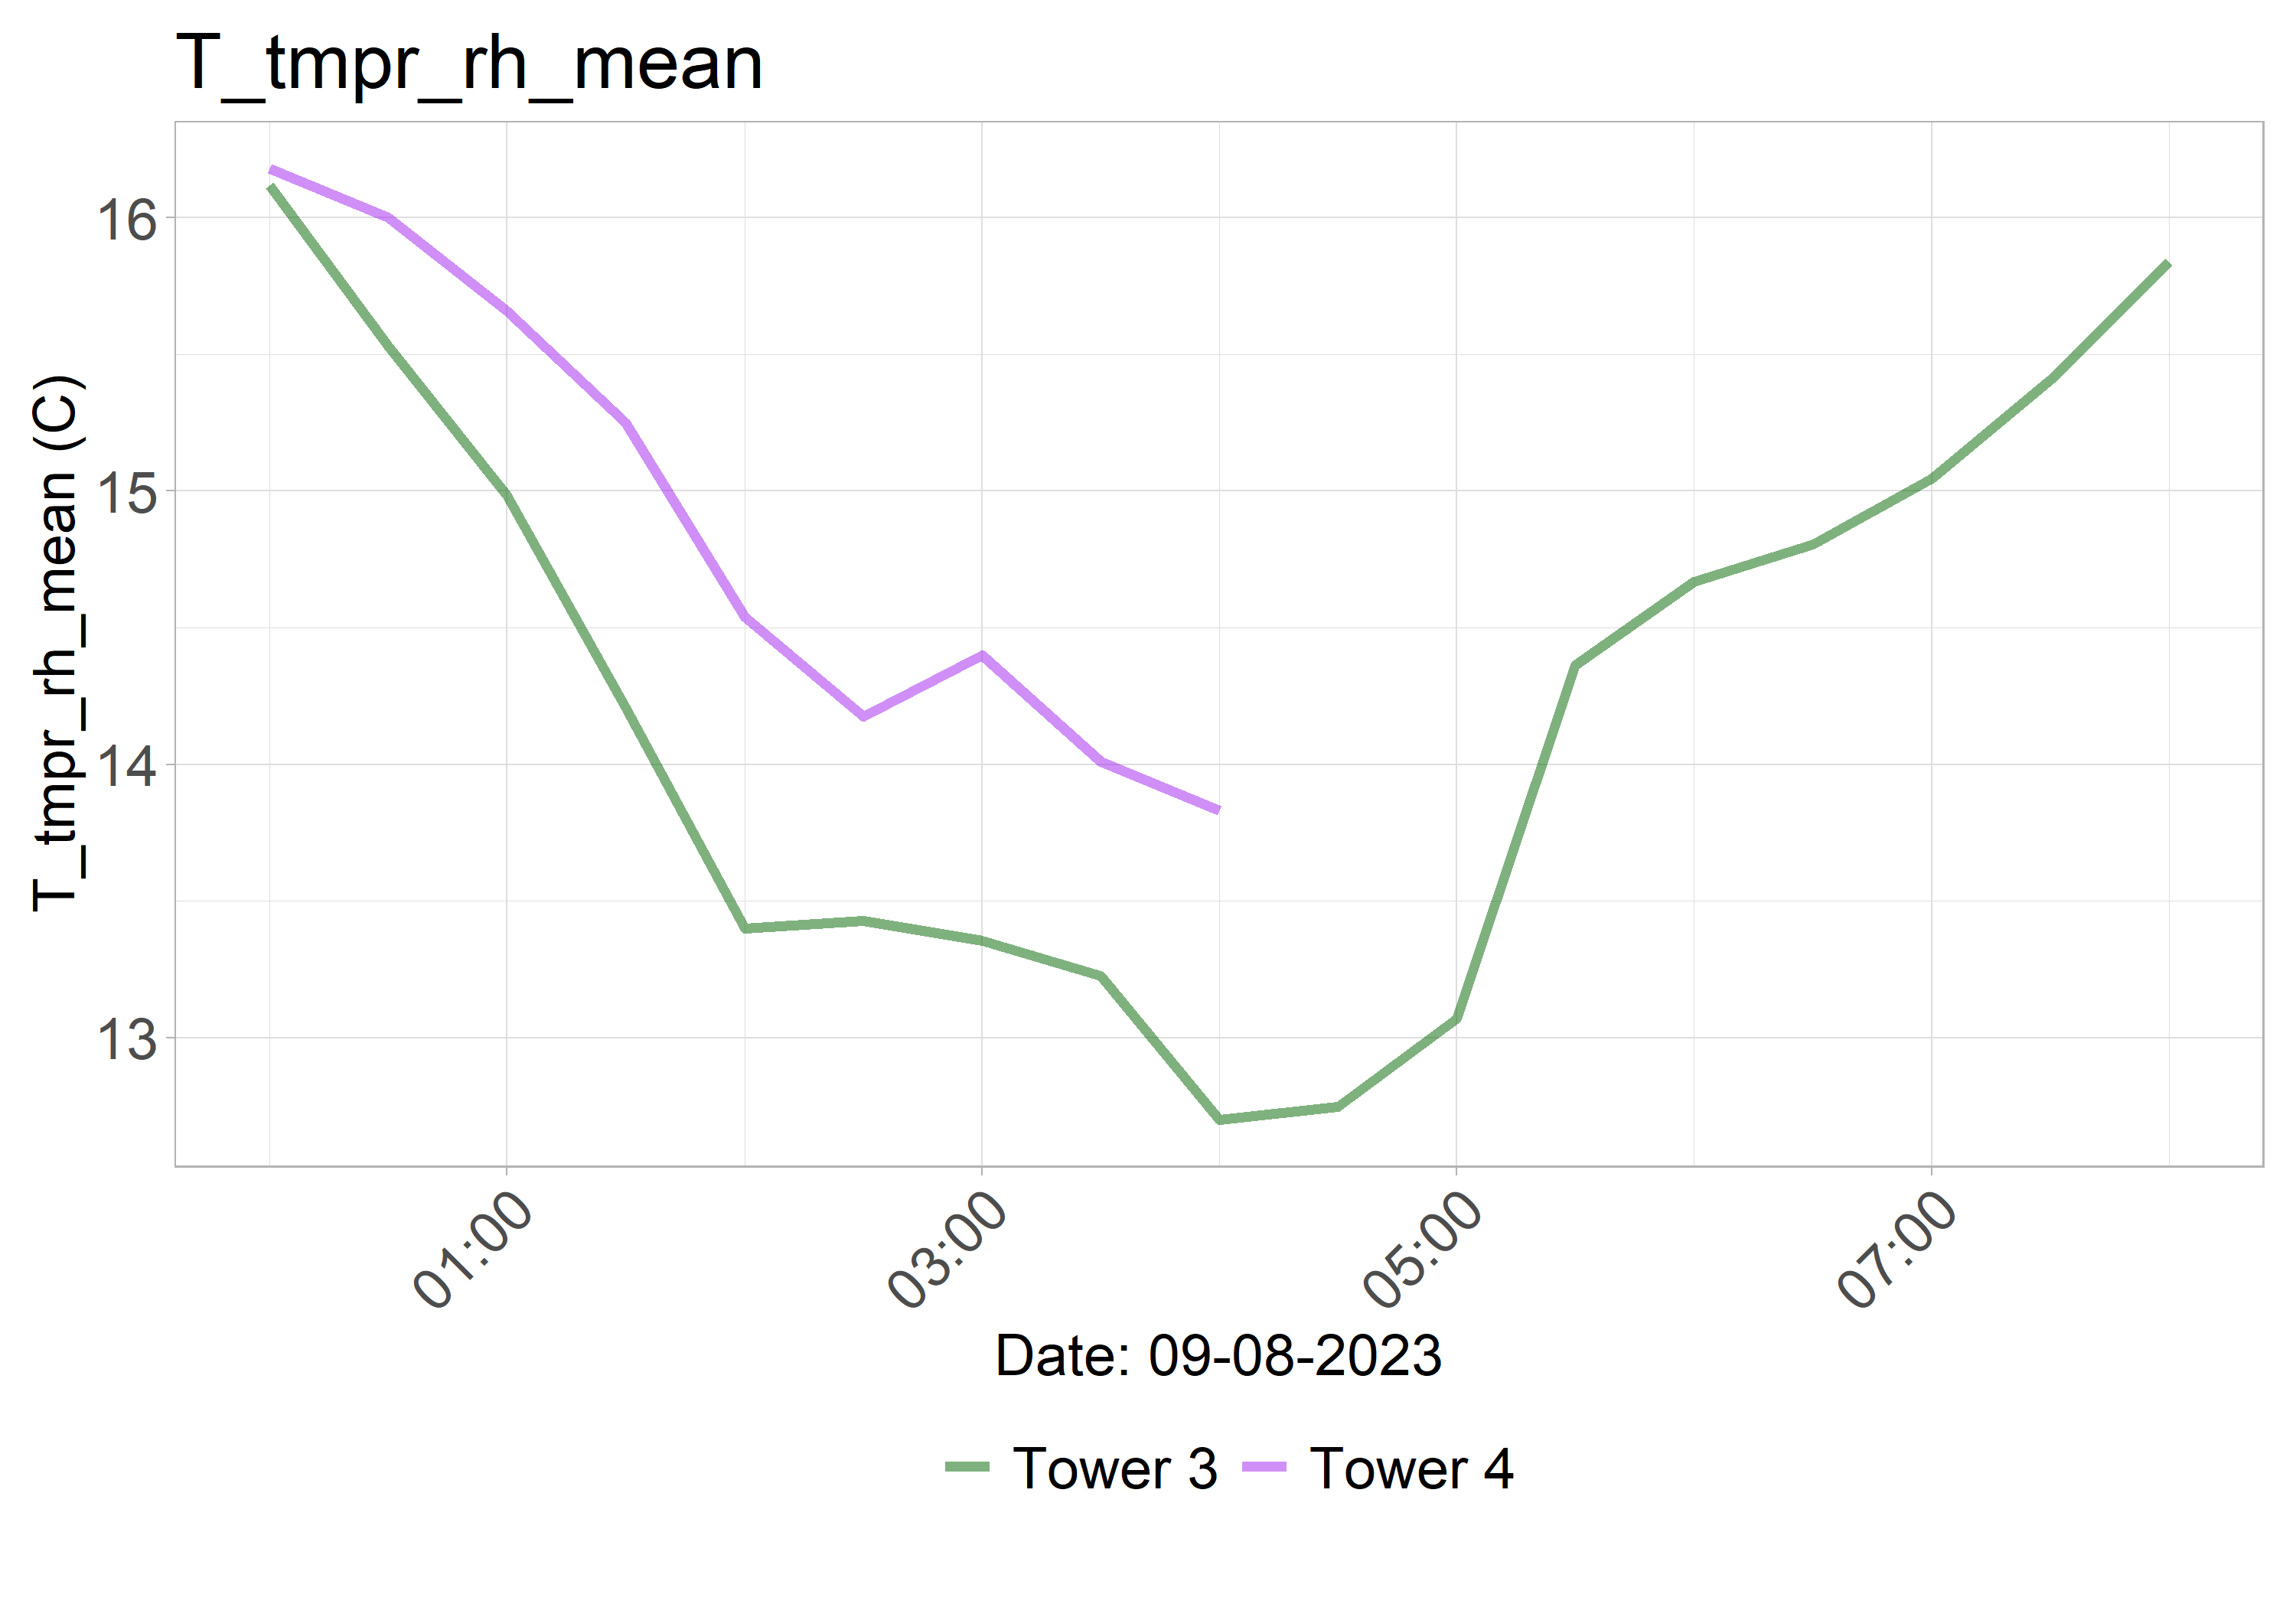 T_tmpr_rh_mean
T_tmpr_rh_mean (C)
16
15
14
13
01:00
03:00
05:00
07:00
Date: 09-08-2023
Tower 3
Tower 4